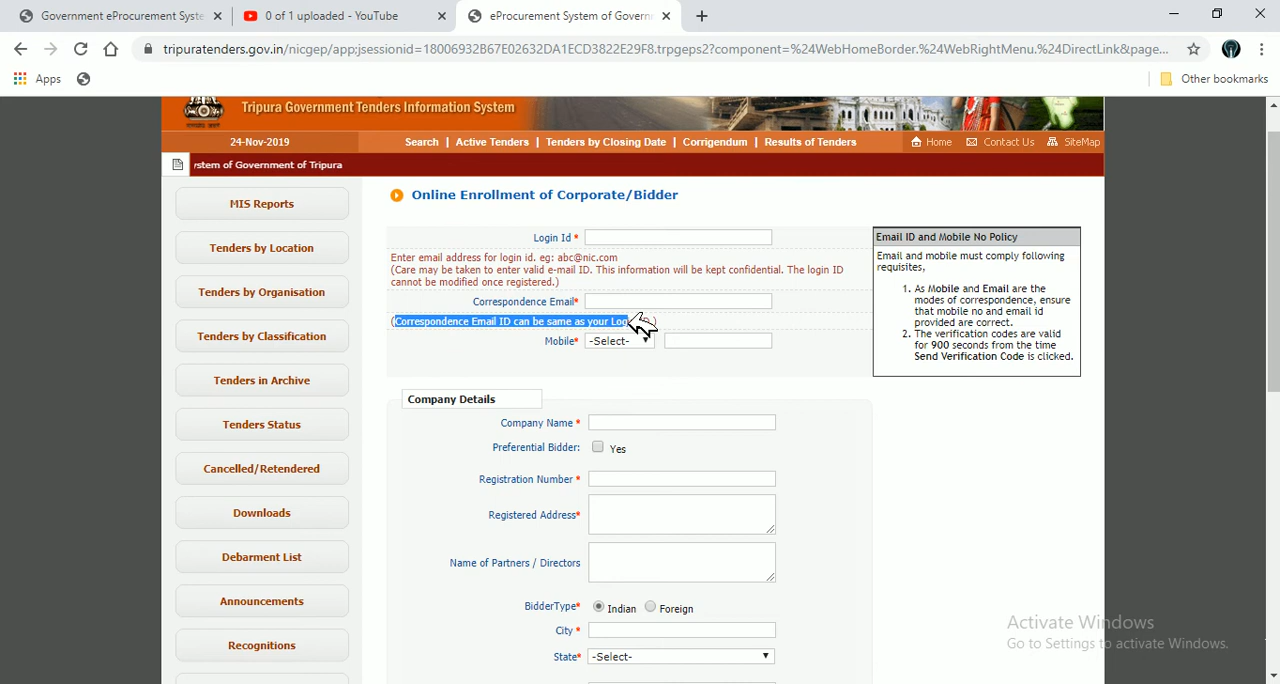 Government eProcurement Syste
0 of 1 uploaded - YouTube
eProcurement System of Governm
tripuratenders.gov.in/nicgep/app;jsessionid=18006932B67E02632DA1ECD3822E29F8.trpgeps2?component=%24WebHomeBorder.%24WebRightMenu.%24DirectLink&page...
Apps
Other bookmarks
Tripura Government Tenders Information System
24-Nov-2019
Search | Active Tenders | Tenders by Closing Date | Corrigendum | Results of Tenders
Home Contact Us SiteMap
rstem of Government of Tripura
MIS Reports
Tenders by Location
Tenders by Organisation
Tenders by Classification
Tenders in Archive
Tenders Status
Cancelled/Retendered
Downloads
Debarment List
Announcements
Recognitions
Online Enrollment of Corporate/Bidder
Login Id *
Enter email address for login id. eg: abc@nic.com
(Care may be taken to enter valid e-mail ID. This information will be kept confidential. The login ID
cannot be modified once registered.)
Correspondence Email*
(Correspondence Email ID can be same as your Log
Mobile* -Select-
Email ID and Mobile No Policy
Email and mobile must comply following
requisites,
1. As Mobile and Email are the
modes of correspondence, ensure
that mobile no and email id
provided are correct.
2. The verification codes are valid
for 900 seconds from the time
Send Verification Code is clicked.
Company Details
Company Name *
Preferential Bidder: Yes
Registration Number *
Registered Address*
Name of Partners / Directors
BidderType* Indian Foreign
City *
State* -Select-
Activate Windows
Go to Settings to activate Windows.